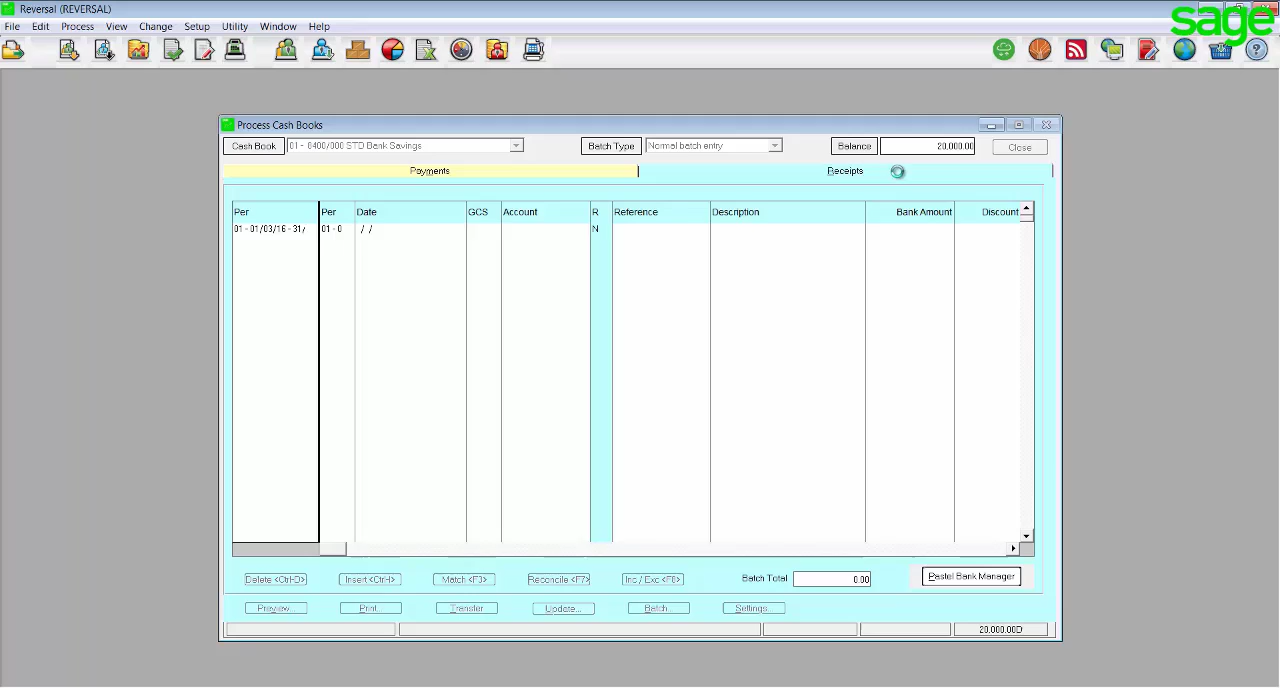 Reversal (REVERSAL)
sage
File Edit Process View Change Setup Utility Window Help
Process Cash Books
Cash Book 01 - 8400/000 STD Bank Savings Batch Type Normal batch entry Balance 20,000.00 Close
Payments Receipts
Per Per Date GCS Account R Reference Description Bank Amount Discount
01 - 01/03/16 - 31/ 01 - 0 / / N
Delete <Ctrl-D> Insert <Ctrl-I> Match <F3> Reconcile <F7> Inc / Exc <F8> Batch Total 0.00 Pastel Bank Manager
Preview... Print... Transfer Update... Batch... Settings...
20,000.00D